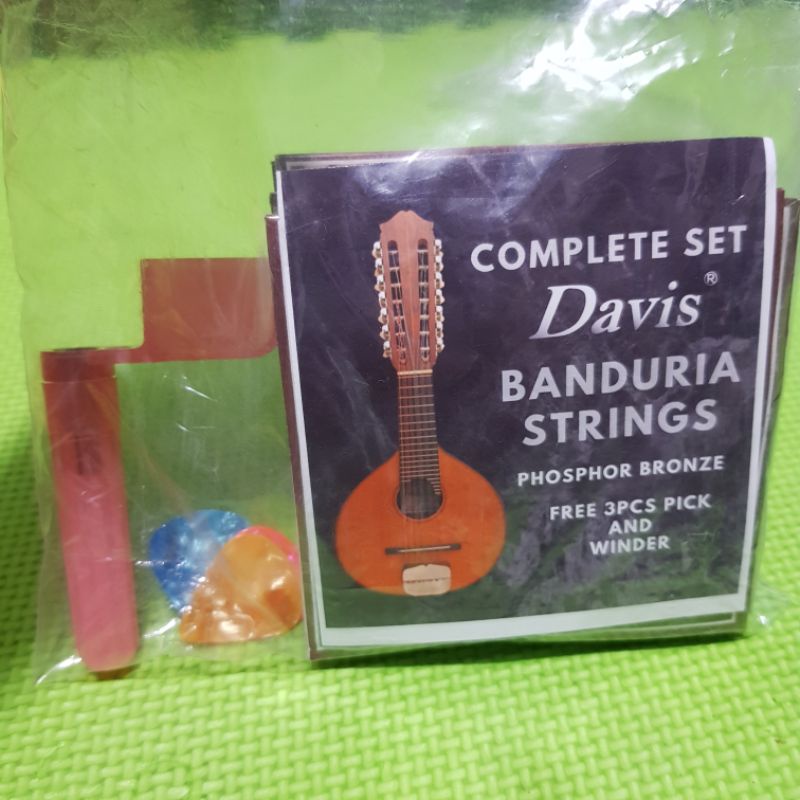 COMPLETE SET
Davis®
BANDURIA
STRINGS
PHOSPHOR BRONZE
FREE 3PCS PICK
AND
WINDER